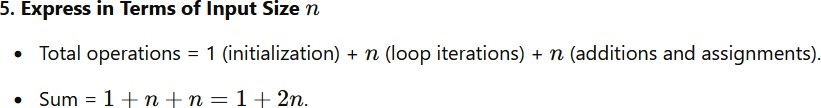 5. Express in Terms of Input Size n
• Total operations = 1 (initialization) + n (loop iterations) + n (additions and assignments).
• Sum = 1 + n + n = 1 + 2n.